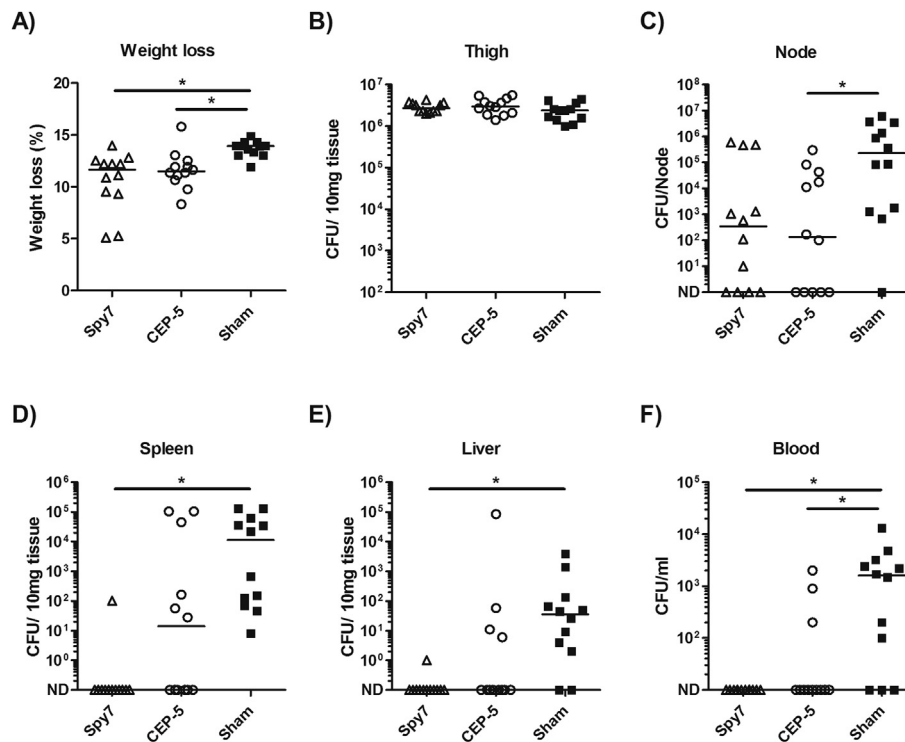 A)
Weight loss
Weight loss (%)
20
15
10
5
0
*
*
Spy7
CEP-5
Sham
B)
Thigh
CFU/ 10mg tissue
10⁷
10⁶
10⁵
10⁴
10³
10²
Spy7
CEP-5
Sham
C)
Node
CFU/Node
10⁸
10⁷
10⁶
10⁵
10⁴
10³
10²
10¹
ND
*
Spy7
CEP-5
Sham
D)
Spleen
CFU/ 10mg tissue
10⁶
10⁵
10⁴
10³
10²
10¹
10⁰
ND
*
Spy7
CEP-5
Sham
E)
Liver
CFU/ 10mg tissue
10⁶
10⁵
10⁴
10³
10²
10¹
10⁰
ND
*
Spy7
CEP-5
Sham
F)
Blood
CFU/ml
10⁵
10⁴
10³
10²
ND
*
*
Spy7
CEP-5
Sham